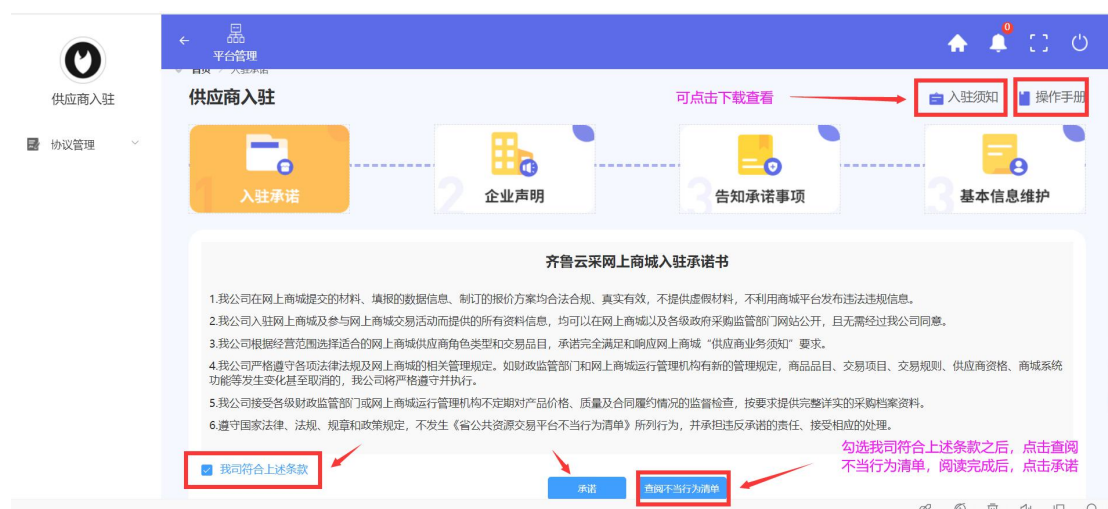 0
平台管理
首页 / 入驻承诺
供应商入驻
供应商入驻
可点击下载查看
入驻须知
操作手册
协议管理
1
入驻承诺
2
企业声明
3
告知承诺事项
3
基本信息维护
齐鲁云采网上商城入驻承诺书
1.我公司在网上商城提交的材料、填报的数据信息、制订的报价方案均合法合规、真实有效，不提供虚假材料，不利用商城平台发布违法违规信息。
2.我公司入驻网上商城及参与网上商城交易活动而提供的所有资料信息，均可以在网上商城以及各级政府采购监管部门网站公开，且无需经过我公司同意。
3.我公司根据经营范围选择适合的网上商城供应商角色类型和交易品目，承诺完全满足和响应网上商城“供应商业务须知”要求。
4.我公司严格遵守各项法律法规及网上商城的相关管理规定。如财政监管部门和网上商城运行管理机构有新的管理规定，商品品目、交易项目、交易规则、供应商资格、商城系统
功能等发生变化甚至取消的，我公司将严格遵守并执行。
5.我公司接受各级财政监管部门或网上商城运行管理机构不定期对产品价格、质量及合同履约情况的监督检查，按要求提供完整详实的采购档案资料。
6.遵守国家法律、法规、规章和政策规定，不发生《省公共资源交易平台不当行为清单》所列行为，并承担违反承诺的责任、接受相应的处理。
勾选我司符合上述条款之后，点击查阅
不当行为清单，阅读完成后，点击承诺
我司符合上述条款
承诺
查阅不当行为清单